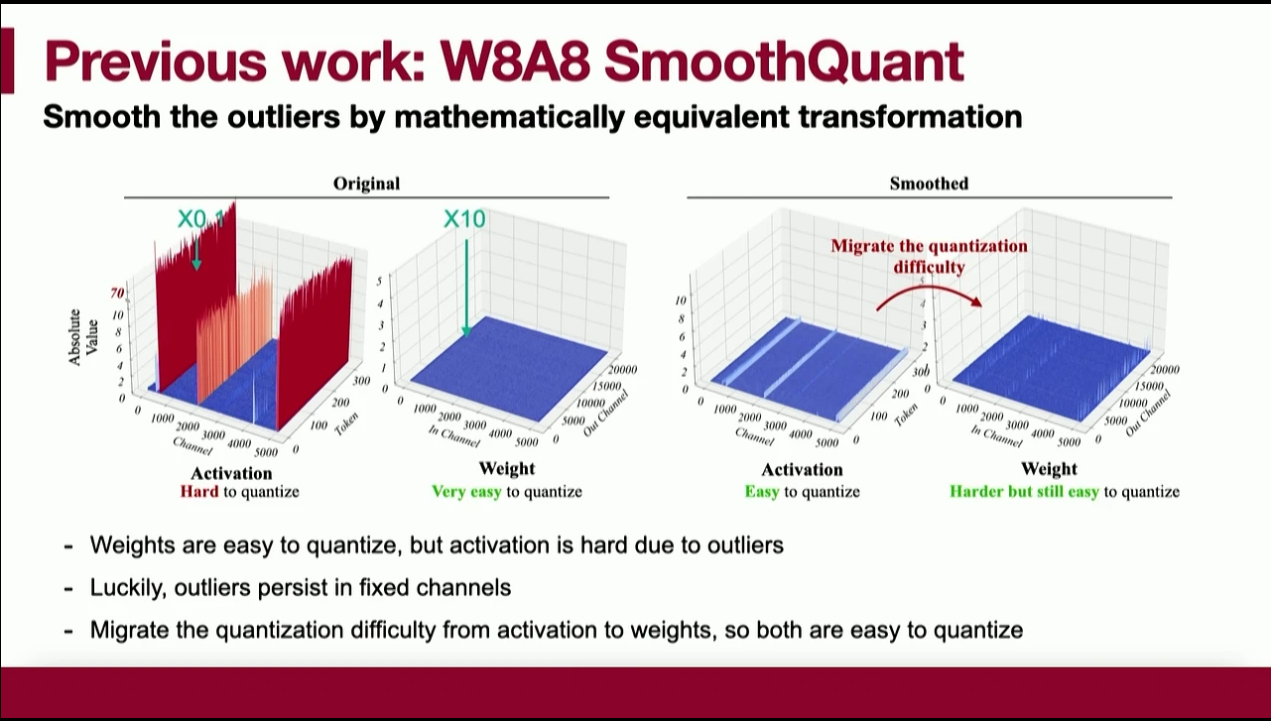 Previous work: W8A8 SmoothQuant
Smooth the outliers by mathematically equivalent transformation
Original
X0.1
X10
Absolute
Value
70
10
8
6
4
2
0
0
1000
2000
3000
4000
5000
Channel
0
100
200
300
Token
Activation
Hard to quantize
5
4
3
2
1
0
0
1000
2000
3000
4000
5000
In Channel
0
5000
10000
15000
20000
Out Channel
Weight
Very easy to quantize
Smoothed
Migrate the quantization
difficulty
10
8
6
4
2
0
0
1000
2000
3000
4000
5000
Channel
0
100
200
300
Token
Activation
Easy to quantize
5
4
3
2
0
0
1000
2000
3000
4000
5000
In Channel
0
5000
10000
15000
20000
Out Channel
Weight
Harder but still easy to quantize
- Weights are easy to quantize, but activation is hard due to outliers
- Luckily, outliers persist in fixed channels
- Migrate the quantization difficulty from activation to weights, so both are easy to quantize